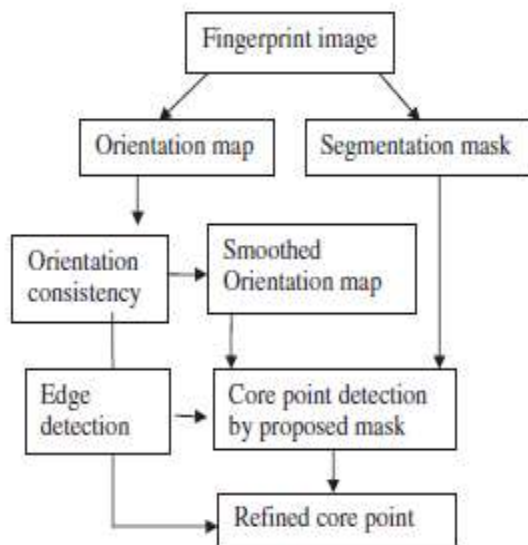 Fingerprint image
Orientation map
Segmentation mask
Orientation
consistency
Smoothed
Orientation map
Edge
detection
Core point detection
by proposed mask
Refined core point